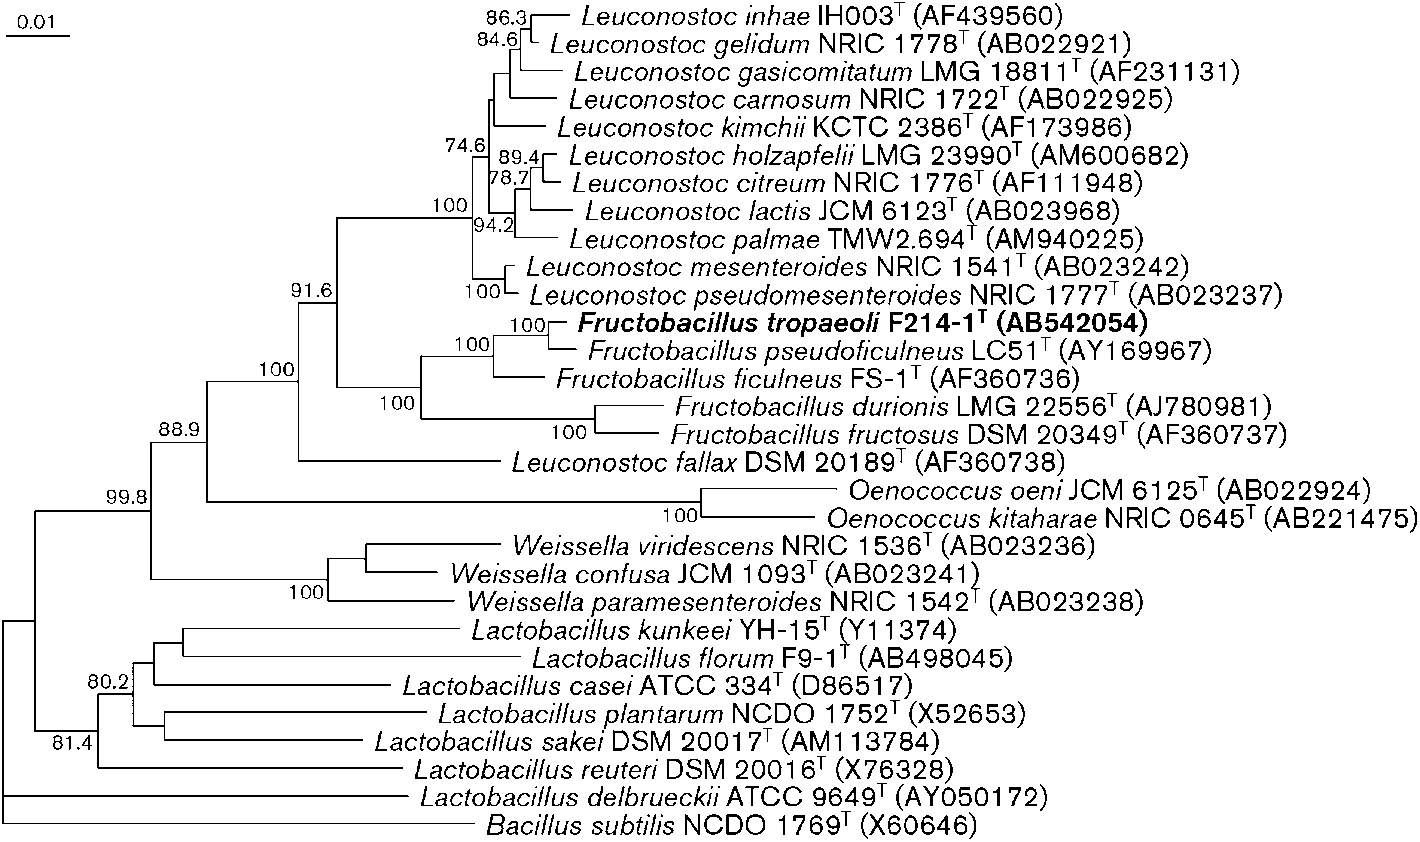 0.01
86.3
Leuconostoc inhae IH003ᵀ (AF439560)
84.6
Leuconostoc gelidum NRIC 1778ᵀ (AB022921)
Leuconostoc gasicomitatum LMG 18811ᵀ (AF231131)
Leuconostoc carnosum NRIC 1722ᵀ (AB022925)
Leuconostoc kimchii KCTC 2386ᵀ (AF173986)
74.6
89.4
Leuconostoc holzapfelii LMG 23990ᵀ (AM600682)
78.7
Leuconostoc citreum NRIC 1776ᵀ (AF111948)
100
Leuconostoc lactis JCM 6123ᵀ (AB023968)
94.2
Leuconostoc palmae TMW2.694ᵀ (AM940225)
Leuconostoc mesenteroides NRIC 1541ᵀ (AB023242)
91.6
100
Leuconostoc pseudomesenteroides NRIC 1777ᵀ (AB023237)
100
Fructobacillus tropaeoli F214-1ᵀ (AB542054)
100
Fructobacillus pseudoficulneus LC51ᵀ (AY169967)
100
Fructobacillus ficulneus FS-1ᵀ (AF360736)
100
Fructobacillus durionis LMG 22556ᵀ (AJ780981)
88.9
100
Fructobacillus fructosus DSM 20349ᵀ (AF360737)
Leuconostoc fallax DSM 20189ᵀ (AF360738)
99.8
Oenococcus oeni JCM 6125ᵀ (AB022924)
100
Oenococcus kitaharae NRIC 0645ᵀ (AB221475)
Weissella viridescens NRIC 1536ᵀ (AB023236)
Weissella confusa JCM 1093ᵀ (AB023241)
100
Weissella paramesenteroides NRIC 1542ᵀ (AB023238)
Lactobacillus kunkeei YH-15ᵀ (Y11374)
Lactobacillus florum F9-1ᵀ (AB498045)
80.2
Lactobacillus casei ATCC 334ᵀ (D86517)
Lactobacillus plantarum NCDO 1752ᵀ (X52653)
81.4
Lactobacillus sakei DSM 20017ᵀ (AM113784)
Lactobacillus reuteri DSM 20016ᵀ (X76328)
Lactobacillus delbrueckii ATCC 9649ᵀ (AY050172)
Bacillus subtilis NCDO 1769ᵀ (X60646)